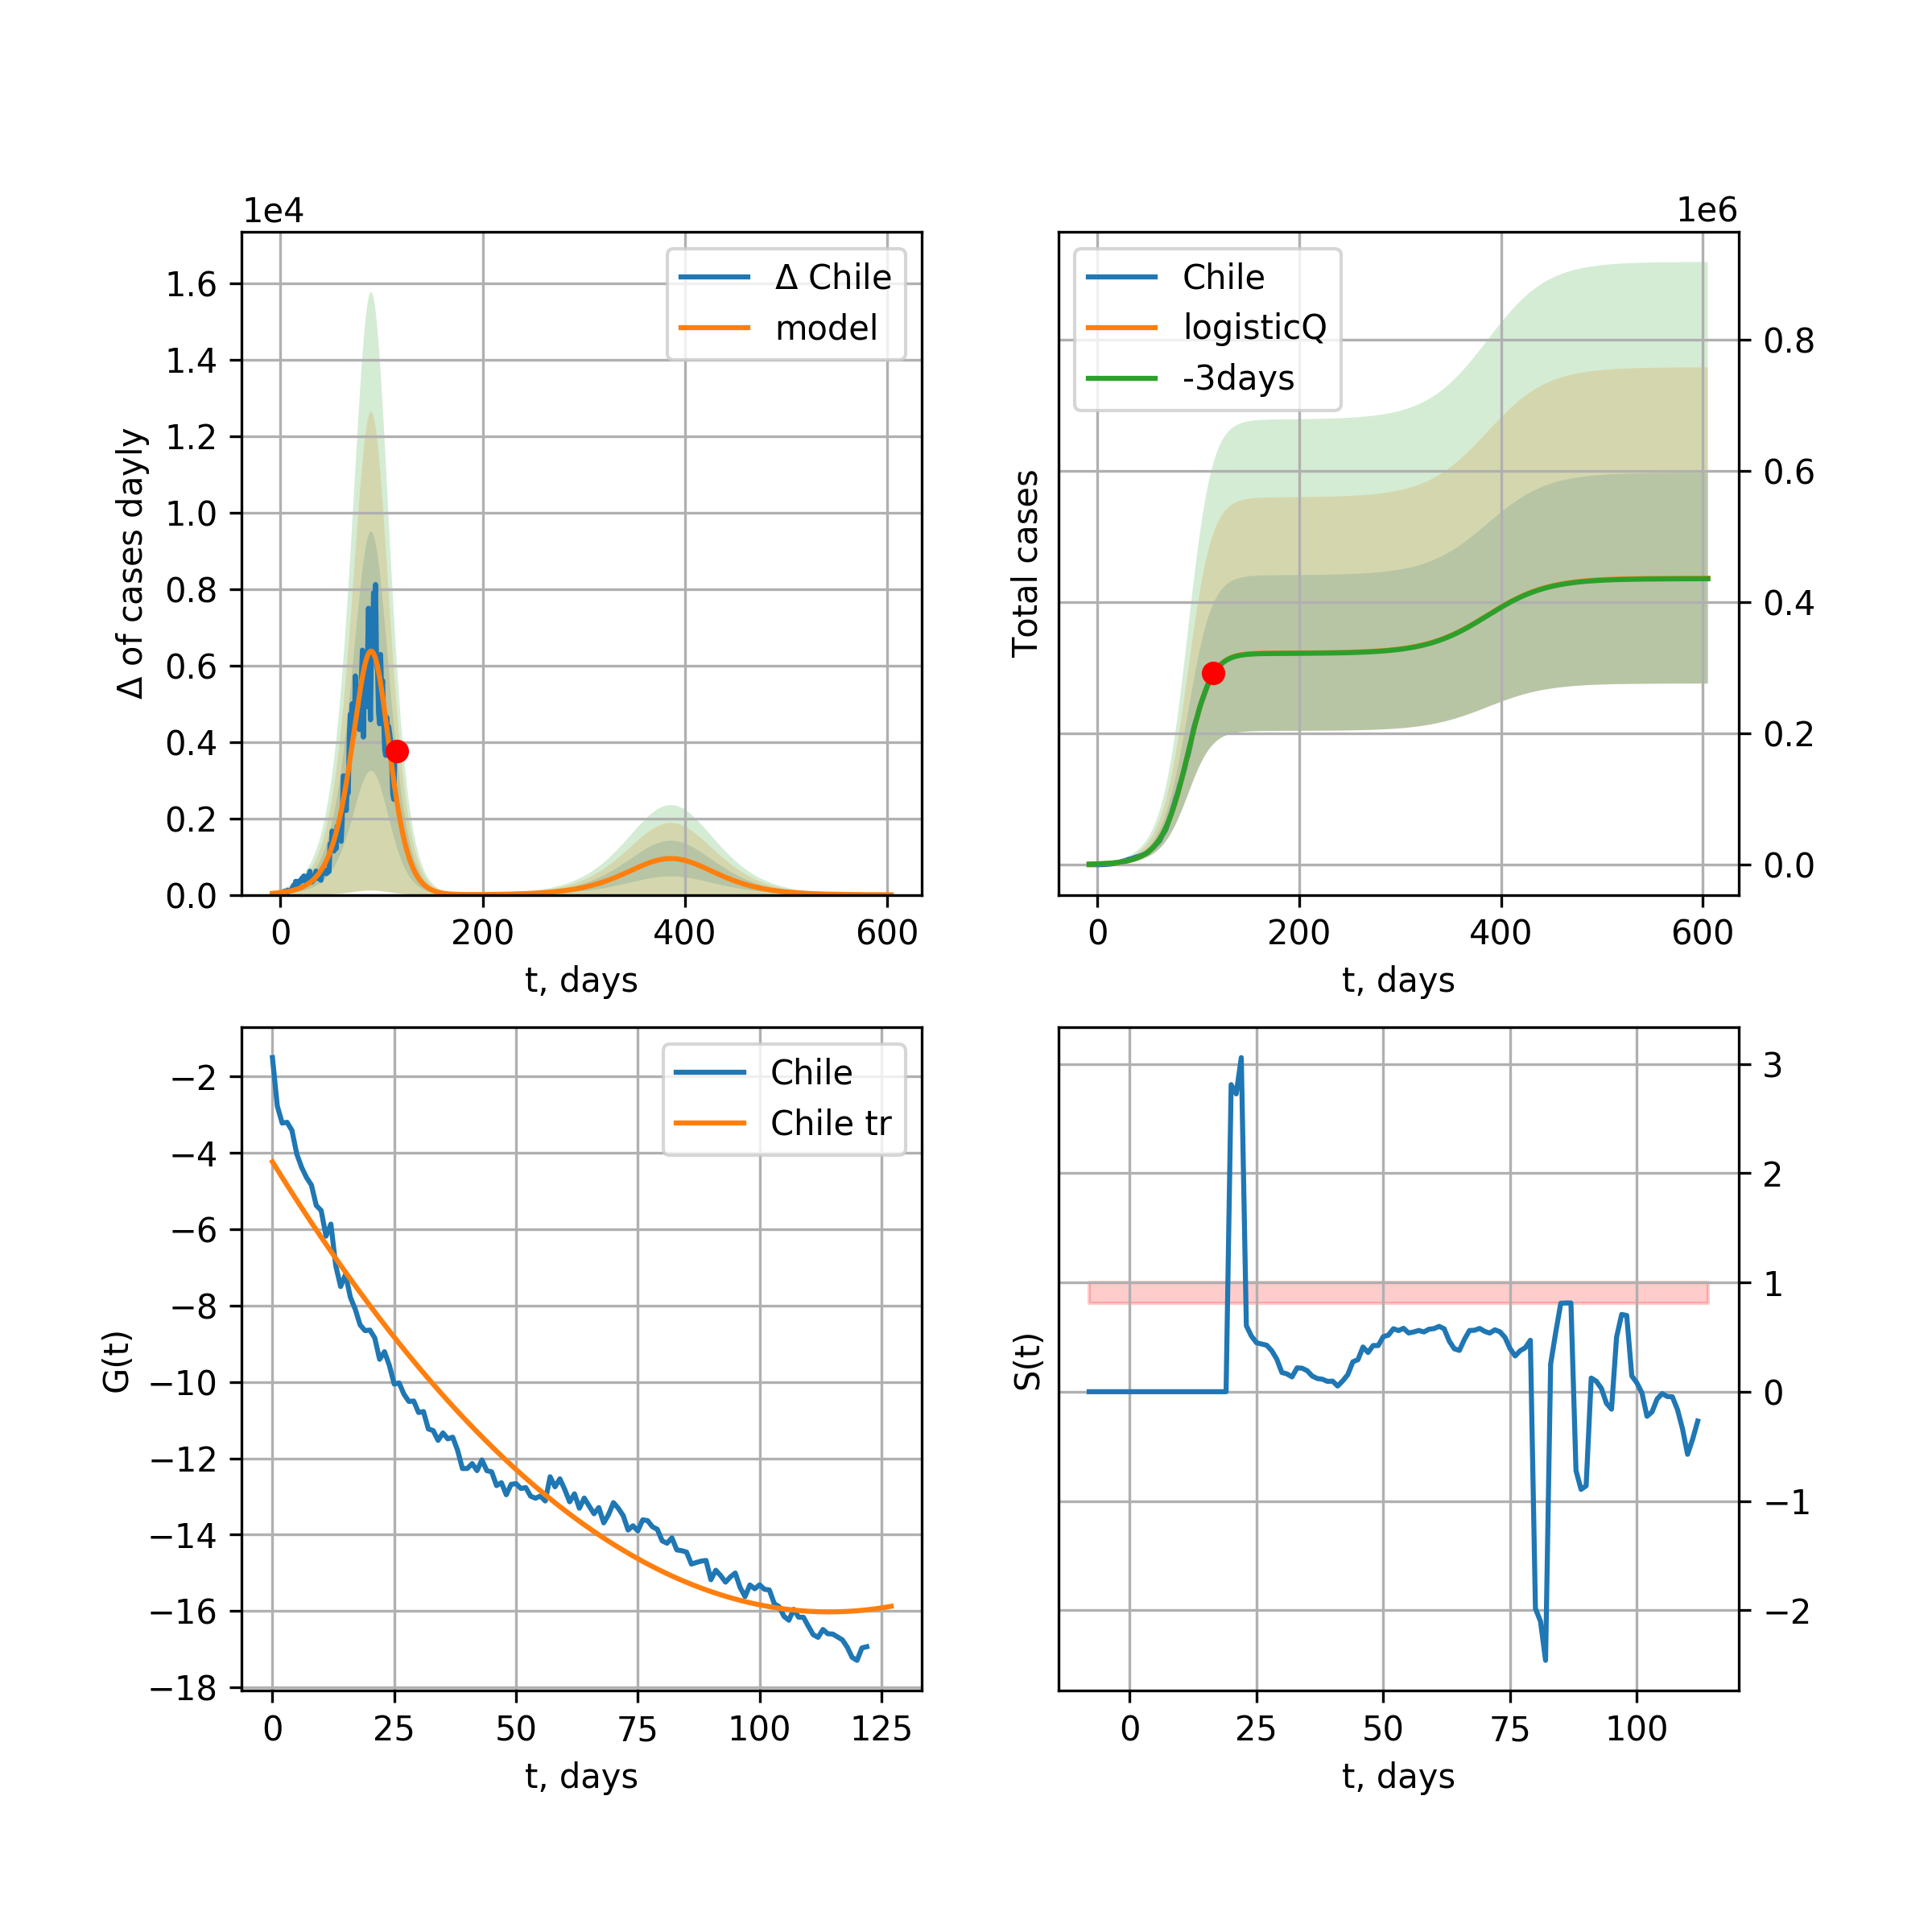 1e4
Δ of cases dayly
1.6
1.4
1.2
1.0
0.8
0.6
0.4
0.2
0.0
Δ Chile
model
0 200 400 600
t, days
1e6
Total cases
Chile
logisticQ
-3days
0.8
0.6
0.4
0.2
0.0
0 200 400 600
t, days
G(t)
−2
−4
−6
−8
−10
−12
−14
−16
−18
Chile
Chile tr
0 25 50 75 100 125
t, days
S(t)
3
2
1
0
−1
−2
0 25 50 75 100
t, days